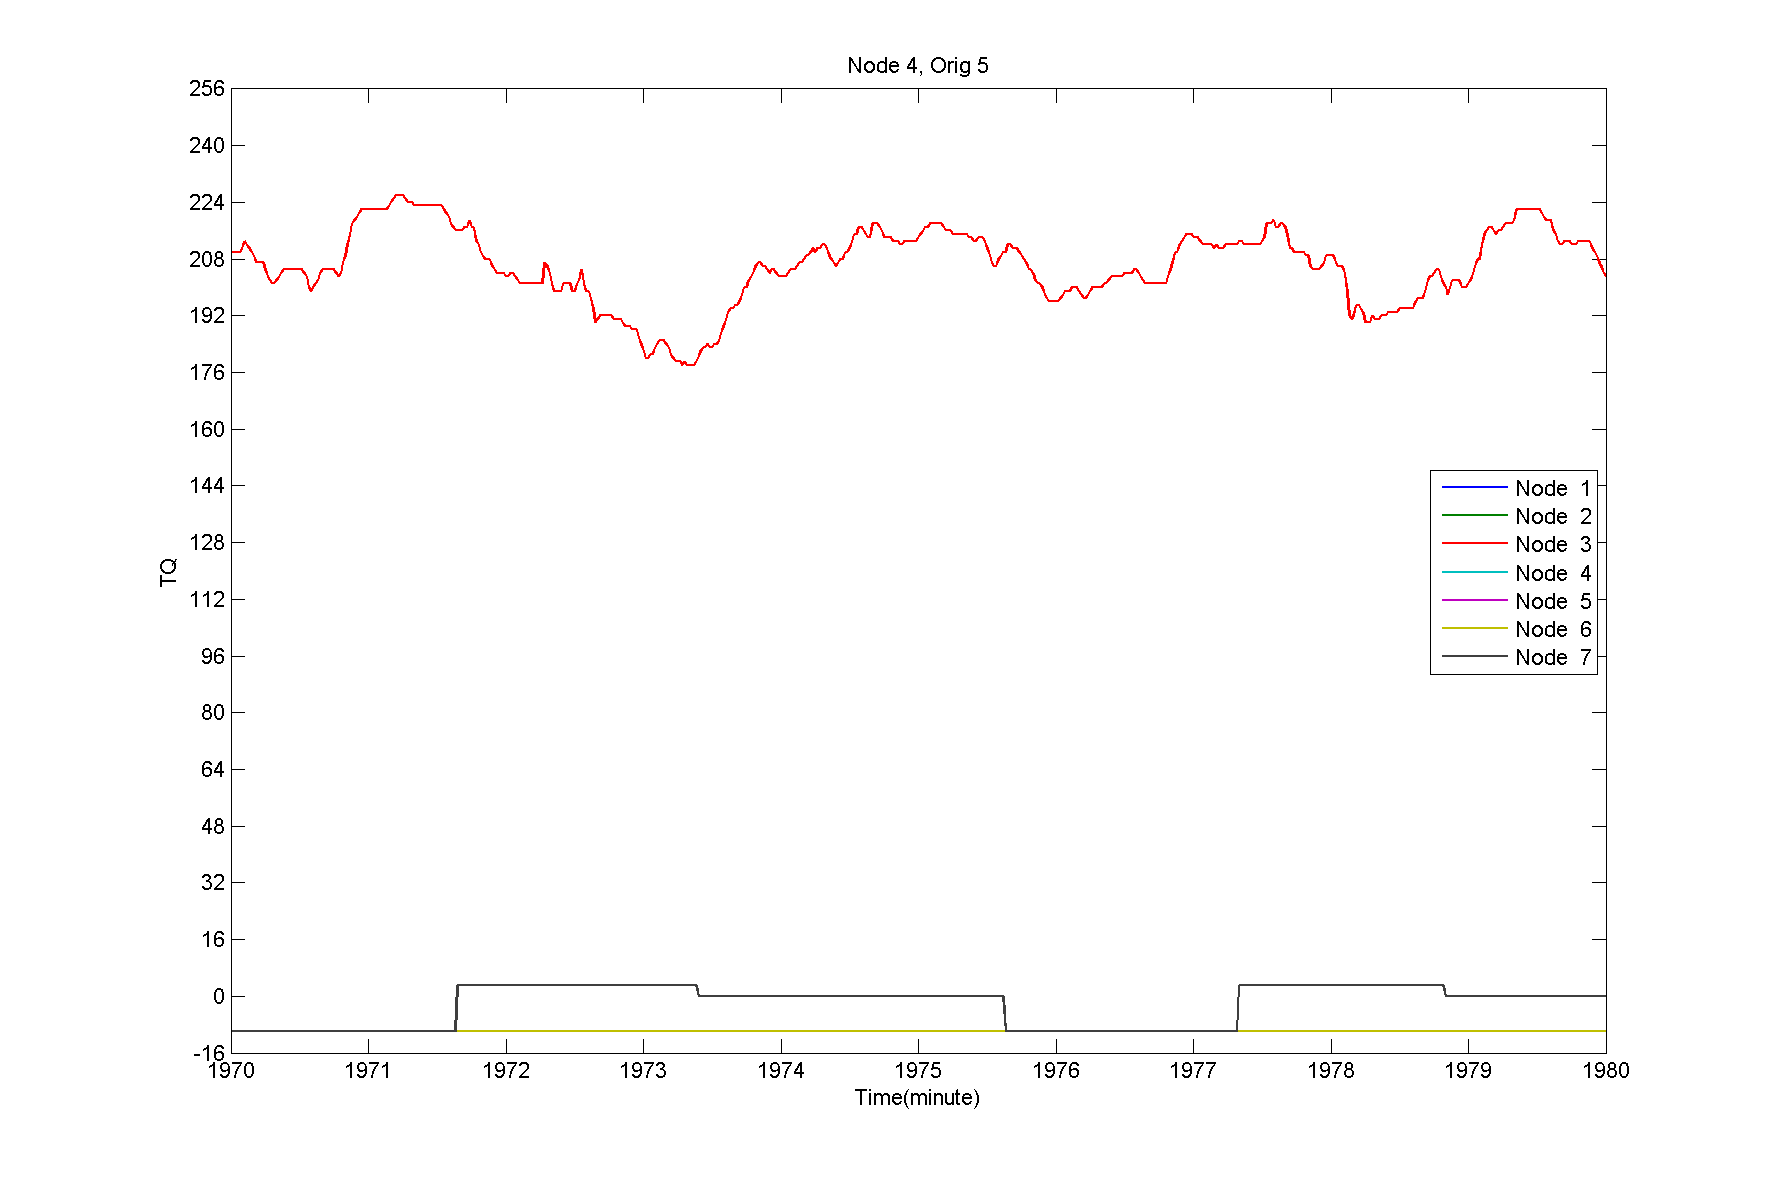 Node 4, Orig 5
256
240
224
208
192
176
160
144
128
112
96
80
64
48
32
16
0
-16
TQ
Node 1
Node 2
Node 3
Node 4
Node 5
Node 6
Node 7
1970 1971 1972 1973 1974 1975 1976 1977 1978 1979 1980
Time(minute)